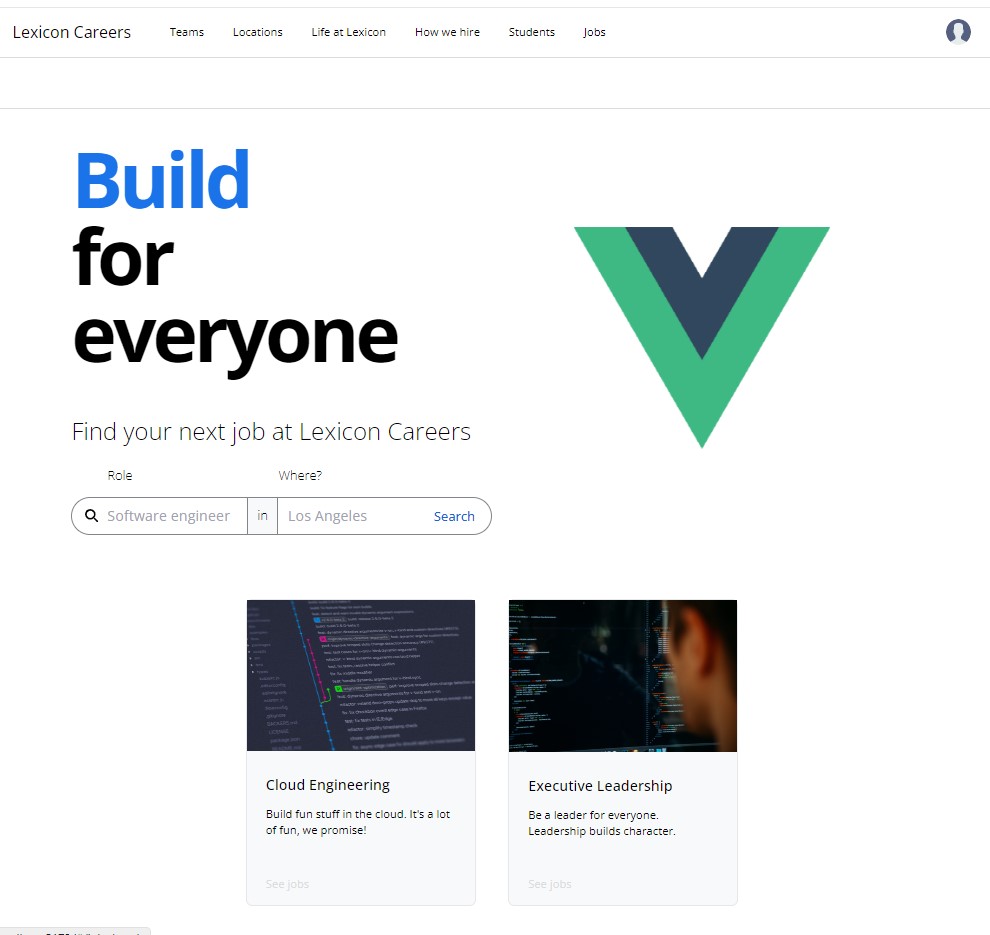 Lexicon Careers
Teams
Locations
Life at Lexicon
How we hire
Students
Jobs
Build
for
everyone
Find your next job at Lexicon Careers
Role
Where?
Software engineer
in
Los Angeles
Search
Cloud Engineering
Build fun stuff in the cloud. It's a lot
of fun, we promise!
See jobs
Executive Leadership
Be a leader for everyone.
Leadership builds character.
See jobs